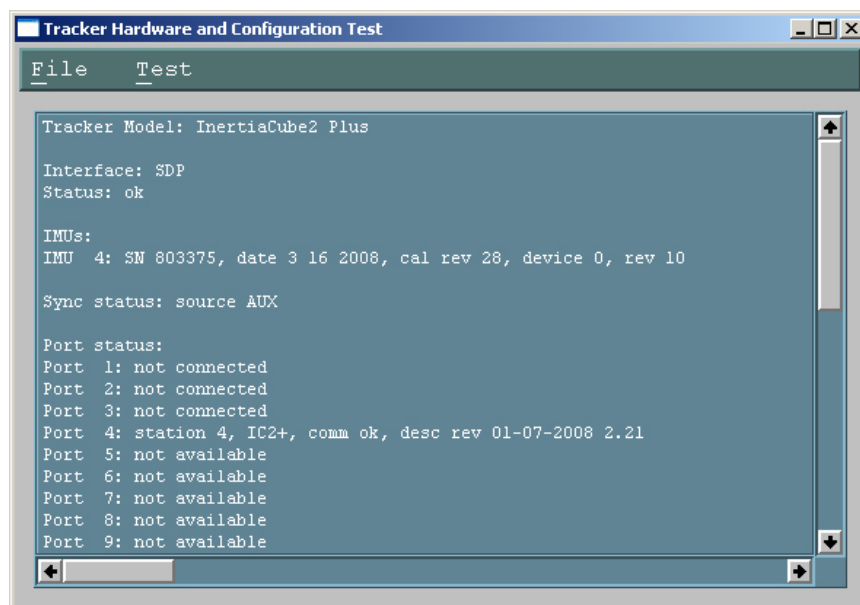 Tracker Hardware and Configuration Test
File Test
Tracker Model: InertiaCube2 Plus
Interface: SDP
Status: ok
IMUs:
IMU 4: SN 803375, date 3 16 2008, cal rev 28, device 0, rev 10
Sync status: source AUX
Port status:
Port 1: not connected
Port 2: not connected
Port 3: not connected
Port 4: station 4, IC2+, comm ok, desc rev 01-07-2008 2.21
Port 5: not available
Port 6: not available
Port 7: not available
Port 8: not available
Port 9: not available